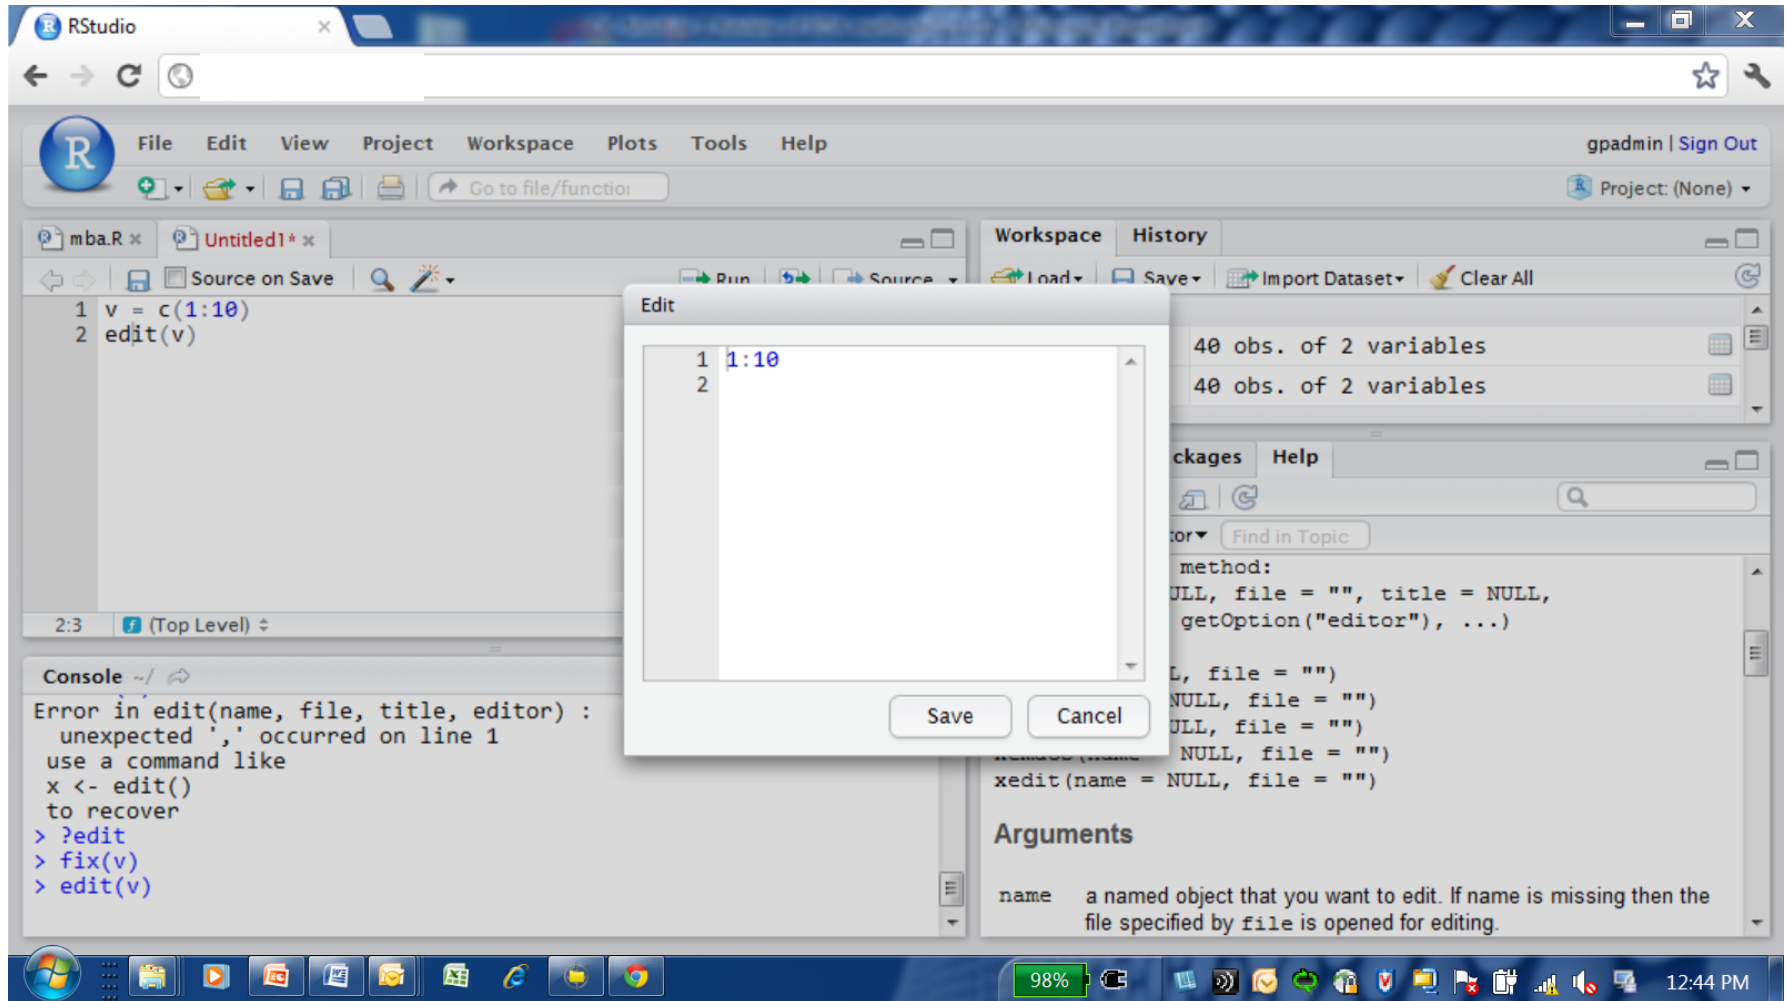 RStudio
File Edit View Project Workspace Plots Tools Help
gpadmin | Sign Out
Go to file/functio
Project: (None)
mba.R
Untitled1*
Source on Save
Run
Source
1 v = c(1:10)
2 edit(v)
2:3 (Top Level)
Workspace History
Load Save Import Dataset Clear All
40 obs. of 2 variables
40 obs. of 2 variables
Edit
1 1:10
2
Save Cancel
ckages Help
tor Find in Topic
method:
ULL, file = "", title = NULL,
getOption("editor"), ...)
L, file = "")
NULL, file = "")
ULL, file = "")
NULL, file = "")
xedit(name = NULL, file = "")
Arguments
name a named object that you want to edit. If name is missing then the
file specified by file is opened for editing.
Console ~/
Error in edit(name, file, title, editor) :
unexpected ',' occurred on line 1
use a command like
x <- edit()
to recover
> ?edit
> fix(v)
> edit(v)
98%
12:44 PM